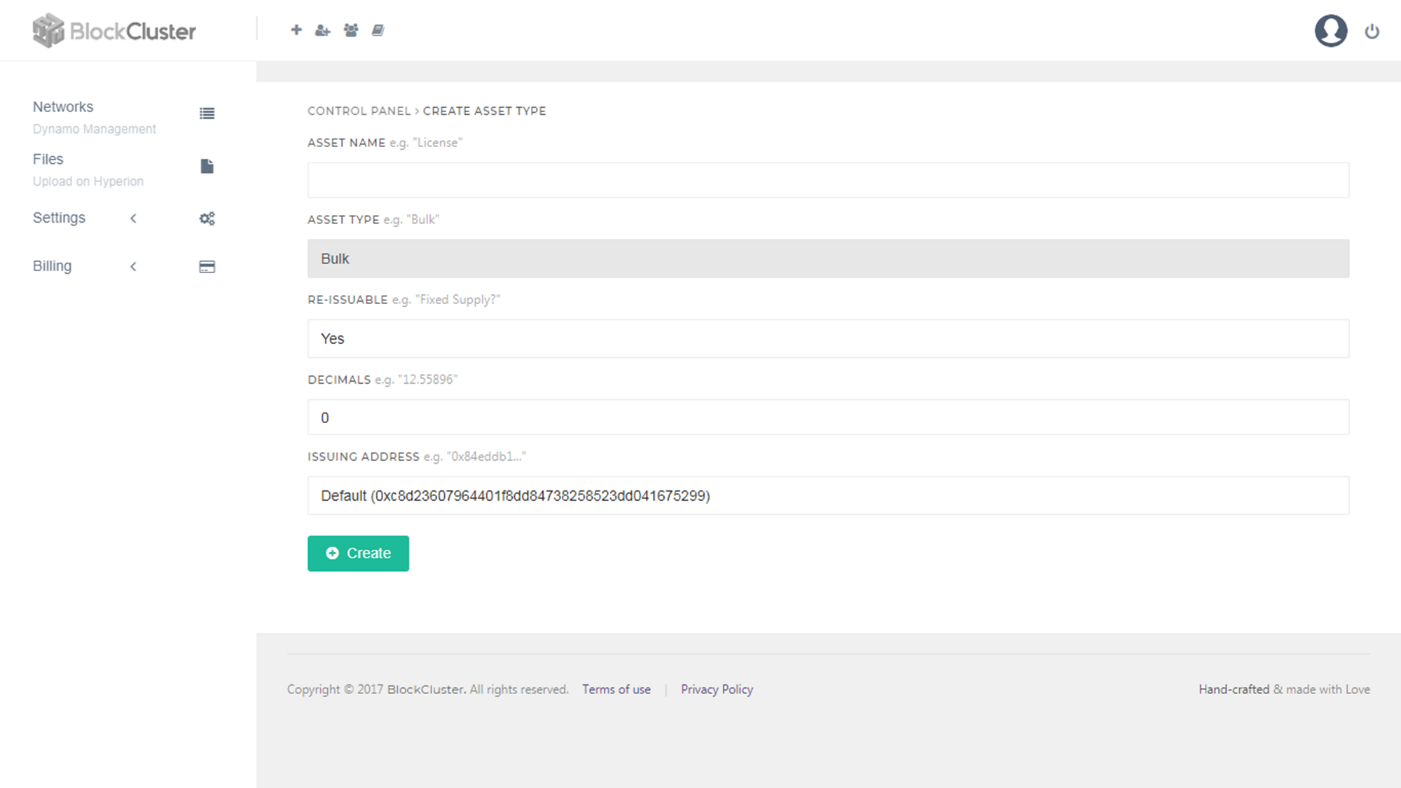 BlockCluster
Networks
Dynamo Management
Files
Upload on Hyperion
Settings
Billing
CONTROL PANEL > CREATE ASSET TYPE
ASSET NAME e.g. "License"
ASSET TYPE e.g. "Bulk"
Bulk
RE-ISSUABLE e.g. "Fixed Supply?"
Yes
DECIMALS e.g. "12.55896"
0
ISSUING ADDRESS e.g. "0x84eddb1..."
Default (0xc8d23607964401f8dd84738258523dd041675299)
Create
Copyright © 2017 BlockCluster. All rights reserved. Terms of use | Privacy Policy
Hand-crafted & made with Love